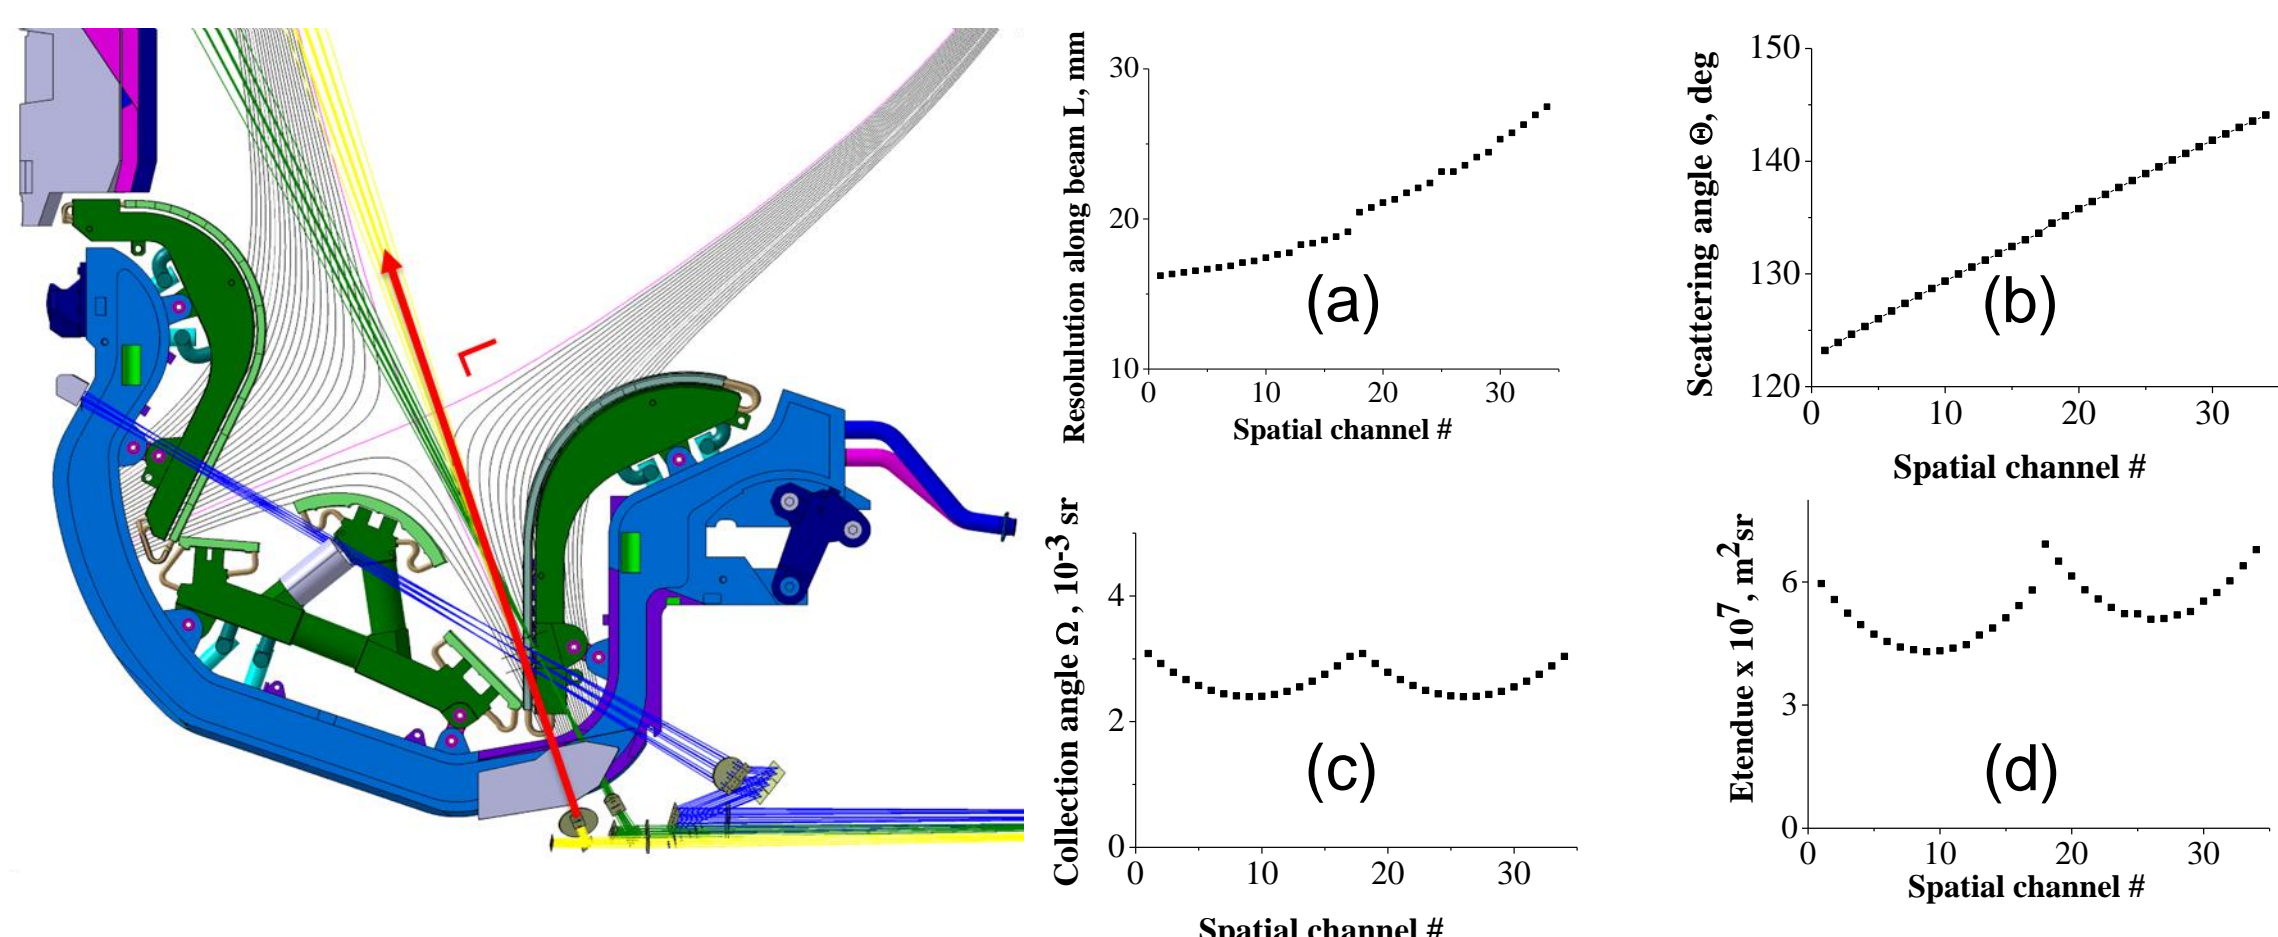 L
Resoulution along beam L, mm
30
20
10
0
10
20
30
Spatial channel #
(a)
Scattering angle Θ, deg
150
140
130
120
0
10
20
30
Spatial channel #
(b)
Collection angle Ω , 10-3 sr
4
2
0
0
10
20
30
Spatial channel #
(c)
Etendue x 10⁷, m²sr
6
3
0
0
10
20
30
Spatial channel #
(d)